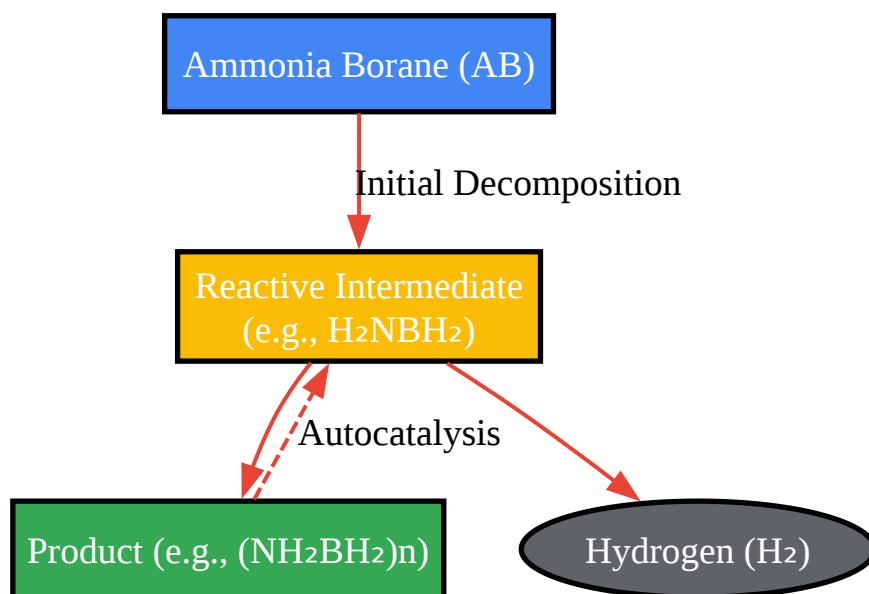 Ammonia Borane (AB)
Initial Decomposition
Reactive Intermediate
(e.g., H₂NBH₂)
Autocatalysis
Product (e.g., (NH₂BH₂)n)
Hydrogen (H₂)